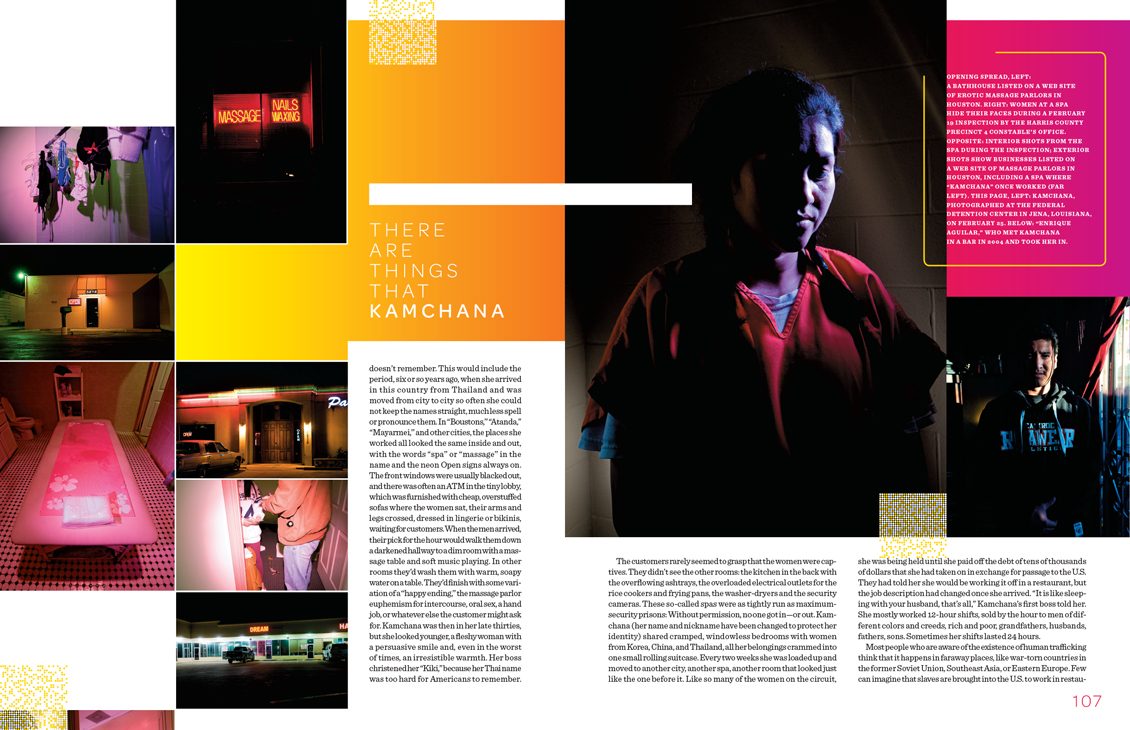 MASSAGE
NAILS
WAXING
OPEN
DREAM
THERE
ARE
THINGS
THAT
KAMCHANA
doesn't remember. This would include the
period, six or so years ago, when she arrived
in this country from Thailand and was
moved from city to city so often she could
not keep the names straight, much less spell
or pronounce them. In “Boustons,” “Atanda,”
“Mayarmei,” and other cities, the places she
worked all looked the same inside and out,
with the words “spa” or “massage” in the
name and the neon Open signs always on.
The front windows were usually blacked out,
and there was often an ATM in the tiny lobby,
which was furnished with cheap, overstuffed
sofas where the women sat, their arms and
legs crossed, dressed in lingerie or bikinis,
waiting for customers. When the men arrived,
their pick for the hour would walk them down
a darkened hallway to a dim room with a mas-
sage table and soft music playing. In other
rooms they'd wash them with warm, soapy
water on a table. They'd finish with some vari-
ation of a “happy ending,” the massage parlor
euphemism for intercourse, oral sex, a hand
job, or whatever else the customer might ask
for. Kamchana was then in her late thirties,
but she looked younger, a fleshy woman with
a persuasive smile and, even in the worst
of times, an irresistible warmth. Her boss
christened her “Kiki,” because her Thai name
was too hard for Americans to remember.
The customers rarely seemed to grasp that the women were cap-
tives. They didn't see the other rooms: the kitchen in the back with
the overflowing ashtrays, the overloaded electrical outlets for the
rice cookers and frying pans, the washer-dryers and the security
cameras. These so-called spas were as tightly run as maximum-
security prisons: Without permission, no one got in—or out. Kam-
chana (her name and nickname have been changed to protect her
identity) shared cramped, windowless bedrooms with women
from Korea, China, and Thailand, all her belongings crammed into
one small rolling suitcase. Every two weeks she was loaded up and
moved to another city, another spa, another room that looked just
like the one before it. Like so many of the women on the circuit,
she was being held until she paid off the debt of tens of thousands
of dollars that she had taken on in exchange for passage to the U.S.
They had told her she would be working it off in a restaurant, but
the job description had changed once she arrived. “It is like sleep-
ing with your husband, that's all,” Kamchana's first boss told her.
She mostly worked 12-hour shifts, sold by the hour to men of dif-
ferent colors and creeds, rich and poor, grandfathers, husbands,
fathers, sons. Sometimes her shifts lasted 24 hours.
Most people who are aware of the existence of human trafficking
think that it happens in faraway places, like war-torn countries in
the former Soviet Union, Southeast Asia, or Eastern Europe. Few
can imagine that slaves are brought into the U.S. to work in restau-
OPENING SPREAD, LEFT:
A BATHHOUSE LISTED ON A WEB SITE
OF EROTIC MASSAGE PARLORS IN
HOUSTON. RIGHT: WOMEN AT A SPA
HIDE THEIR FACES DURING A FEBRUARY
19 INSPECTION BY THE HARRIS COUNTY
PRECINCT 4 CONSTABLE'S OFFICE.
OPPOSITE: INTERIOR SHOTS FROM THE
SPA DURING THE INSPECTION; EXTERIOR
SHOTS SHOW BUSINESSES LISTED ON
A WEB SITE OF MASSAGE PARLORS IN
HOUSTON, INCLUDING A SPA WHERE
“KAMCHANA” ONCE WORKED (FAR
LEFT). THIS PAGE, LEFT: KAMCHANA,
PHOTOGRAPHED AT THE FEDERAL
DETENTION CENTER IN JENA, LOUISIANA,
ON FEBRUARY 25. BELOW: “ENRIQUE
AGUILAR,” WHO MET KAMCHANA
IN A BAR IN 2004 AND TOOK HER IN.
107